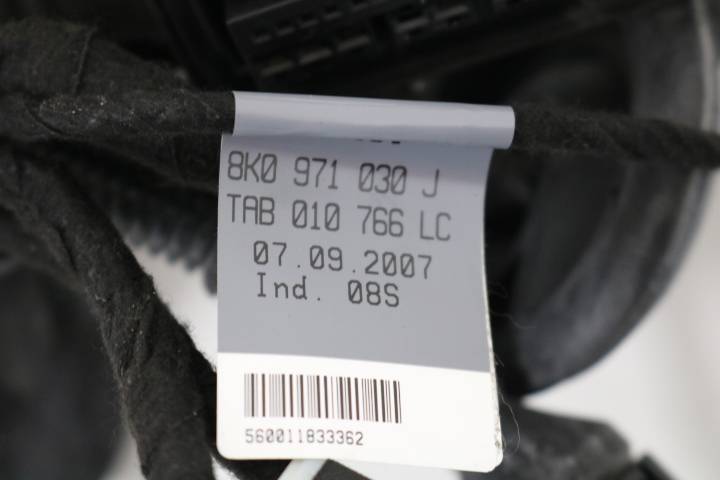 8K0 971 030 J
TAB 010 766 LC
07.09.2007
Ind. 08S
560011833362